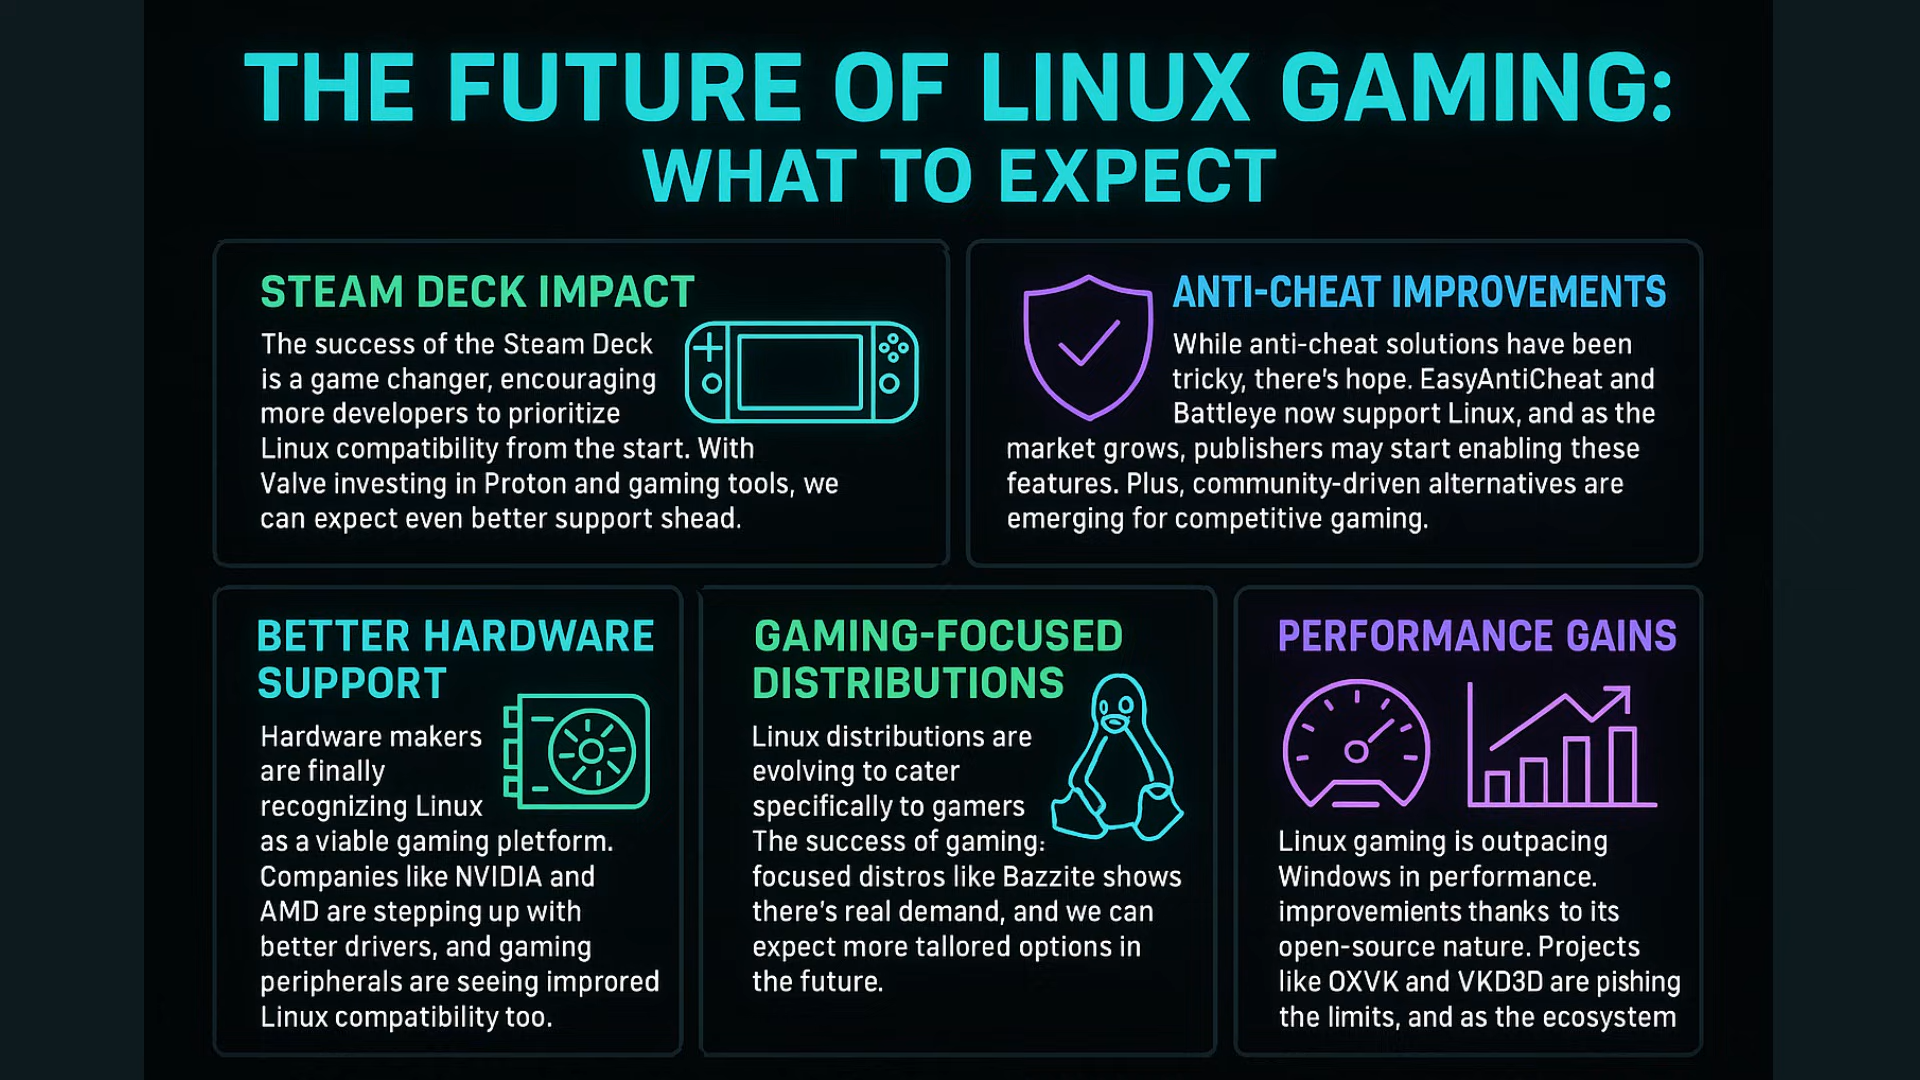 THE FUTURE OF LINUX GAMING:
WHAT TO EXPECT
STEAM DECK IMPACT
The success of the Steam Deck
is a game changer, encouraging
more developers to prioritize
Linux compatibility from the start. With
Valve investing in Proton and gaming tools, we
can expect even better support shead.
ANTI-CHEAT IMPROVEMENTS
While anti-cheat solutions have been
tricky, there's hope. EasyAntiCheat and
Battleye now support Linux, and as the
market grows, publishers may start enabling these
features. Plus, community-driven alternatives are
emerging for competitive gaming.
BETTER HARDWARE
SUPPORT
Hardware makers
are finally
recognizing Linux
as a viable gaming pletform.
Companies like NVIDIA and
AMD are stepping up with
better drivers, and gaming
peripherals are seeing improred
Linux compatibility too.
GAMING-FOCUSED
DISTRIBUTIONS
Linux distributions are
evolving to cater
specifically to gamers
The success of gaming:
focused distros like Bazzite shows
there's real demand, and we can
expect more tallored options in
the future.
PERFORMANCE GAINS
Linux gaming is outpacing
Windows in performance.
improvemients thanks to its
open-source nature. Projects
like OXVK and VKD3D are pishing
the limits, and as the ecosystem